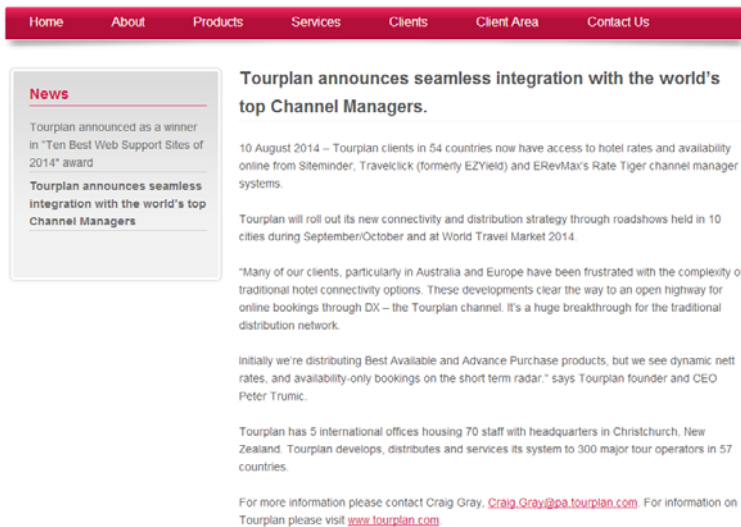 Home About Products Services Clients Client Area Contact Us
News
Tourplan announced as a winner
in "Ten Best Web Support Sites of
2014" award
Tourplan announces seamless
integration with the world's top
Channel Managers
Tourplan announces seamless integration with the world's
top Channel Managers.
10 August 2014 – Tourplan clients in 54 countries now have access to hotel rates and availability
online from Siteminder, Travelclick (formerly EZYield) and ERevMax's Rate Tiger channel manager
systems.
Tourplan will roll out its new connectivity and distribution strategy through roadshows held in 10
cities during September/October and at World Travel Market 2014.
"Many of our clients, particularly in Australia and Europe have been frustrated with the complexity o
traditional hotel connectivity options. These developments clear the way to an open highway for
online bookings through DX – the Tourplan channel. It's a huge breakthrough for the traditional
distribution network.
Initially we're distributing Best Available and Advance Purchase products, but we see dynamic nett
rates, and availability-only bookings on the short term radar." says Tourplan founder and CEO
Peter Trumic.
Tourplan has 5 international offices housing 70 staff with headquarters in Christchurch, New
Zealand. Tourplan develops, distributes and services its system to 300 major tour operators in 57
countries.
For more information please contact Craig Gray, Craig.Gray@pa.tourplan.com. For information on
Tourplan please visit www.tourplan.com.